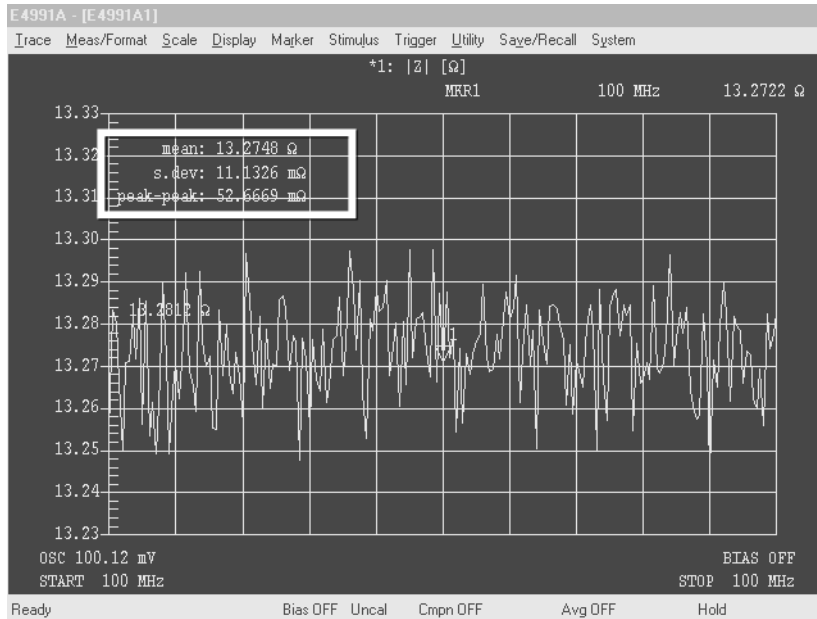 E4991A - [E4991A1]
Trace Meas/Format Scale Display Marker Stimulus Trigger Utility Save/Recall System
*1: |Z| [Ω]
MKR1 100 MHz 13.2722 Ω
13.33
mean: 13.2748 Ω
13.32
s.dev: 11.1326 mΩ
13.31
peak-peak: 52.6669 mΩ
13.30
13.29
13.2812 Ω
13.28
1
13.27
13.26
13.25
13.24
13.23
OSC 100.12 mV BIAS OFF
START 100 MHz STOP 100 MHz
Ready Bias OFF Uncal Cmpn OFF Avg OFF Hold